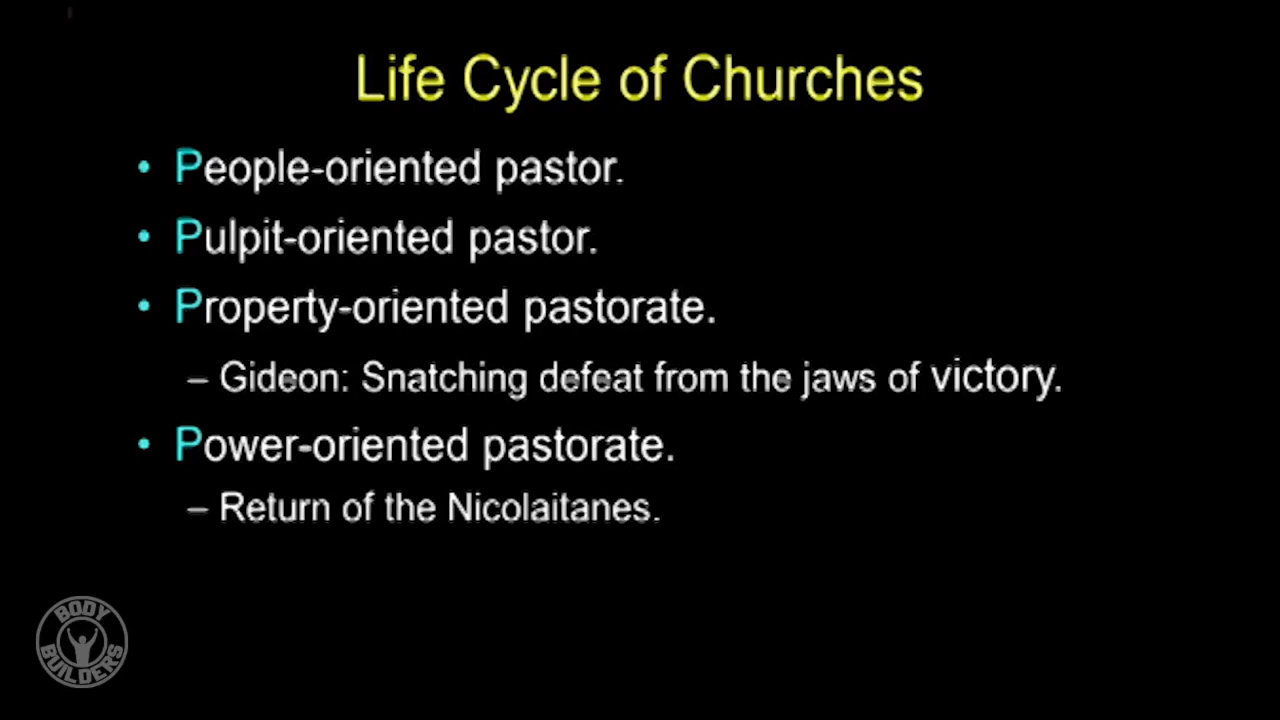 Life Cycle of Churches
• People-oriented pastor.
• Pulpit-oriented pastor.
• Property-oriented pastorate.
– Gideon: Snatching defeat from the jaws of victory.
• Power-oriented pastorate.
– Return of the Nicolaitanes.
BODY
BUILDERS